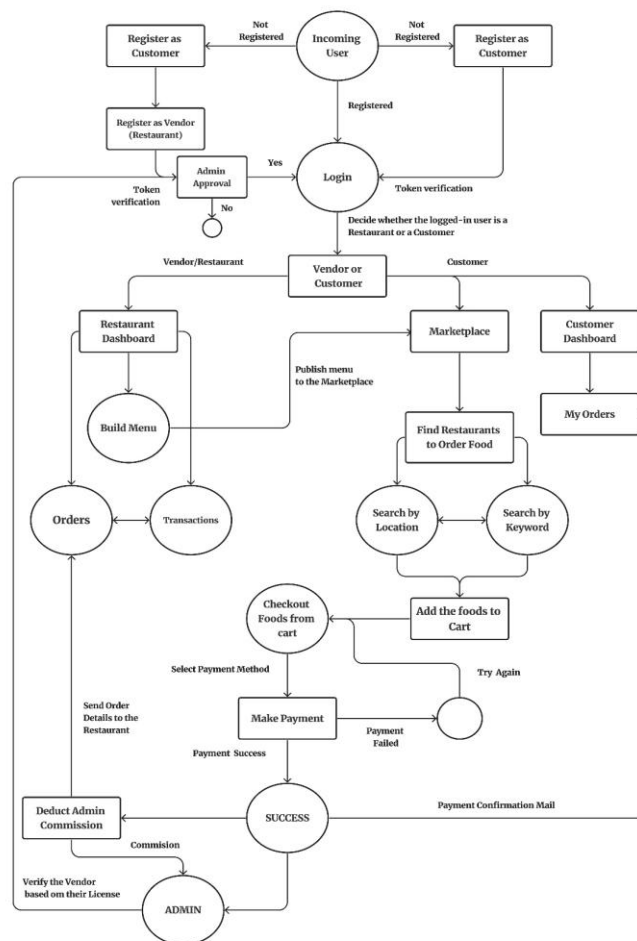 Register as
Customer
Not
Registered
Incoming
User
Not
Registered
Register as
Customer
Registered
Register as Vendor
(Restaurant)
Token
verification
Admin
Approval
Yes
No
Login
Token verification
Decide whether the logged-in user is a
Restaurant or a Customer
Vendor/Restaurant
Vendor or
Customer
Customer
Restaurant
Dashboard
Marketplace
Customer
Dashboard
Publish menu
to the Marketplace
Build Menu
Find Restaurants
to Order Food
My Orders
Orders
Transactions
Search by
Location
Search by
Keyword
Checkout
Foods from
cart
Add the foods to
Cart
Select Payment Method
Try Again
Send Order
Details to the
Restaurant
Make Payment
Payment
Failed
Payment Success
Deduct Admin
Commission
SUCCESS
Payment Confirmation Mail
Commision
Verify the Vendor
based om their License
ADMIN